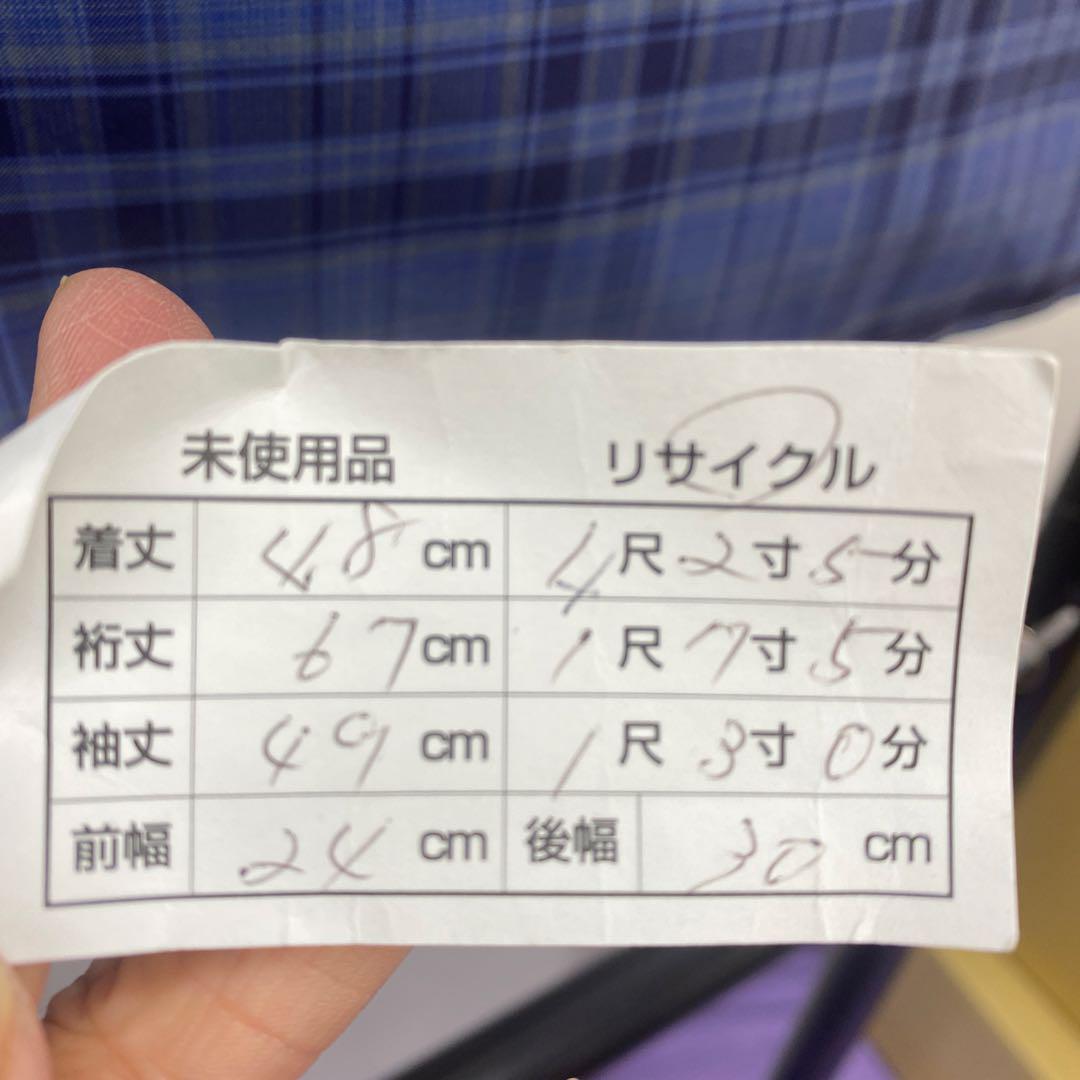 未使用品 リサイクル
着丈 48 cm 4尺2寸5分
裄丈 67cm 1尺7寸5分
袖丈 49 cm 1尺3寸0分
前幅 24 cm 後幅 30 cm